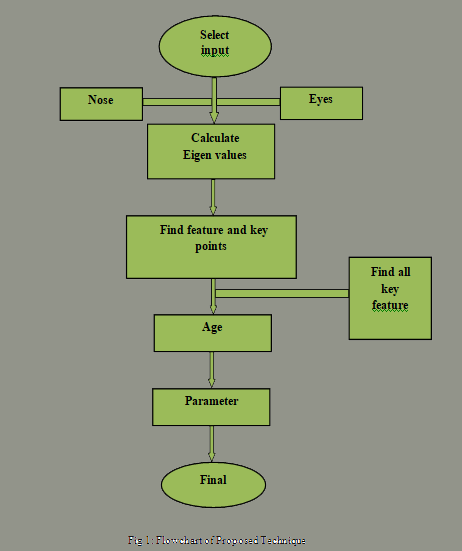 Select
input
Nose
Eyes
Calculate
Eigen values
Find feature and key
points
Find all
key
feature
Age
Parameter
Final
Fig 1: Flowchart of Proposed Technique